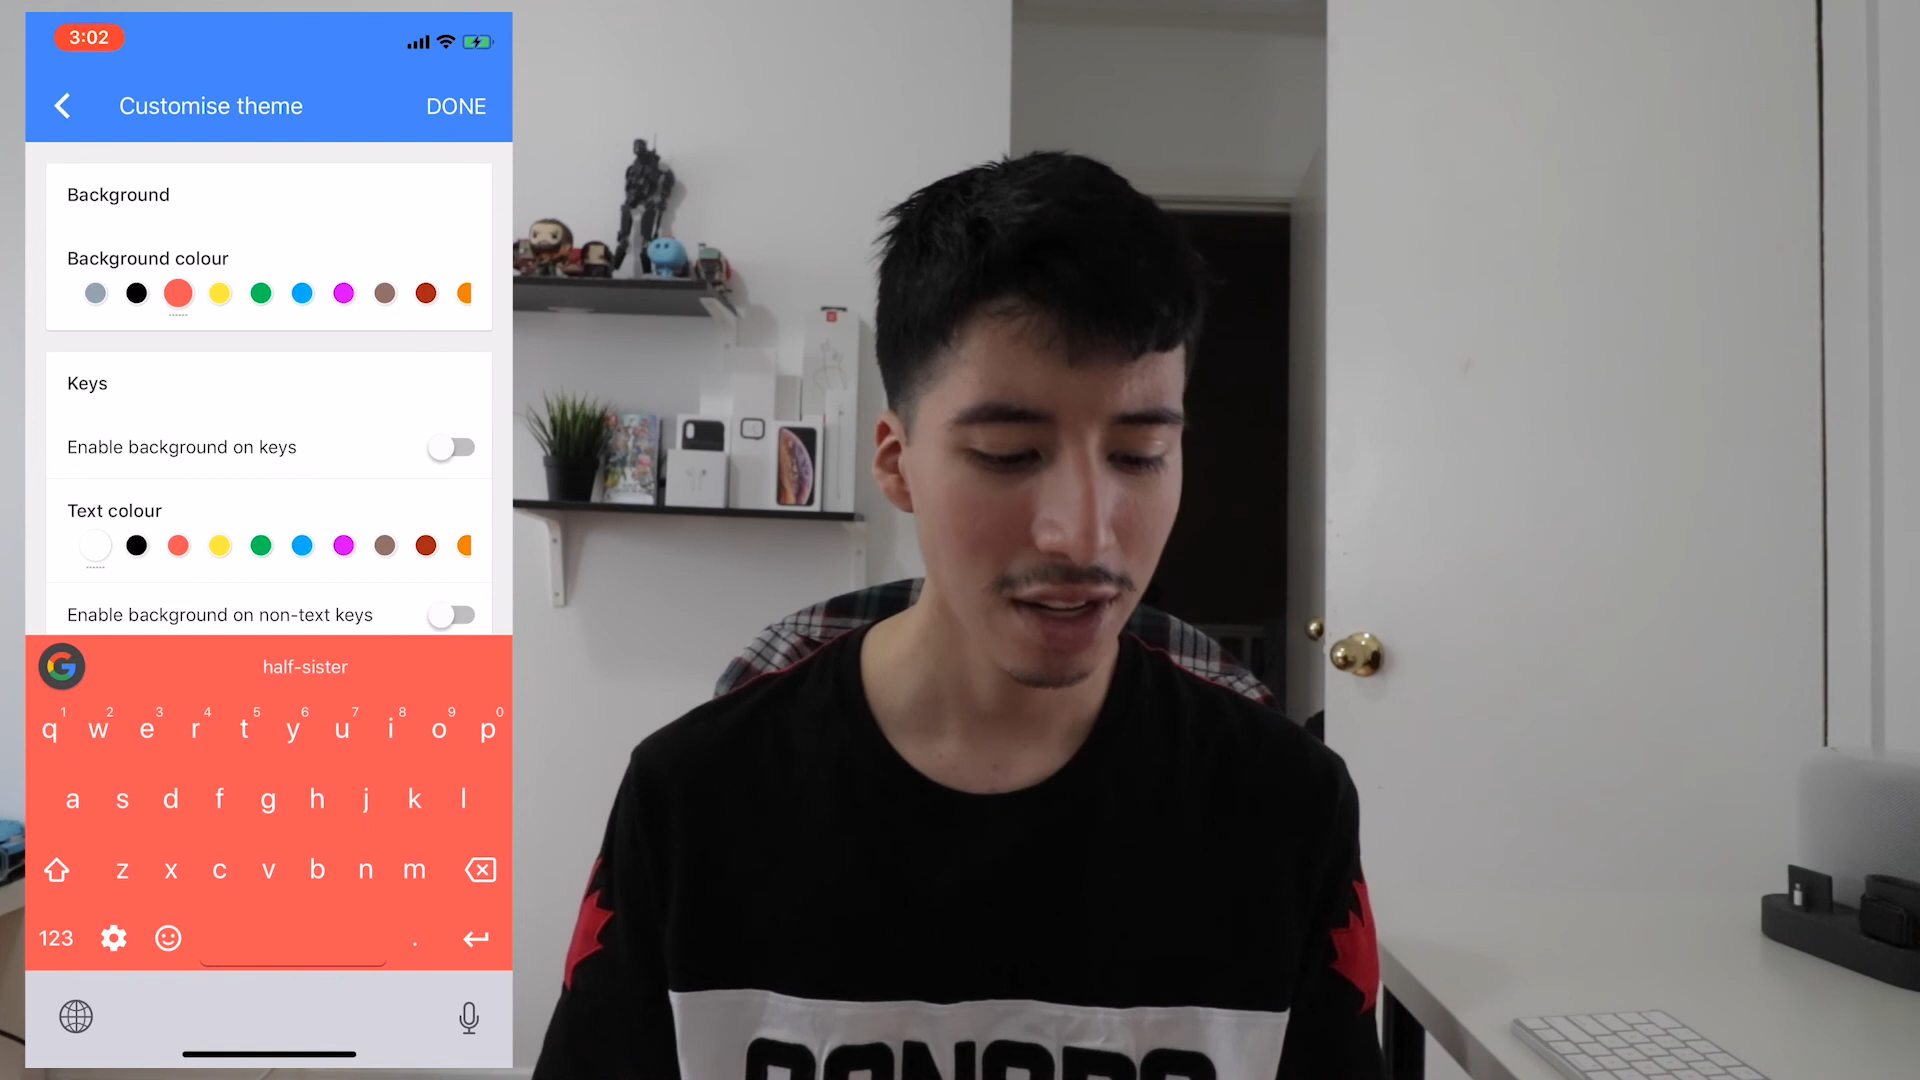 3:02
Customise theme
DONE
Background
Background colour
Keys
Enable background on keys
Text colour
Enable background on non-text keys
half-sister
1 2 3 4 5 6 7 8 9 0
q w e r t y u i o p
a s d f g h j k l
z x c v b n m
123 .